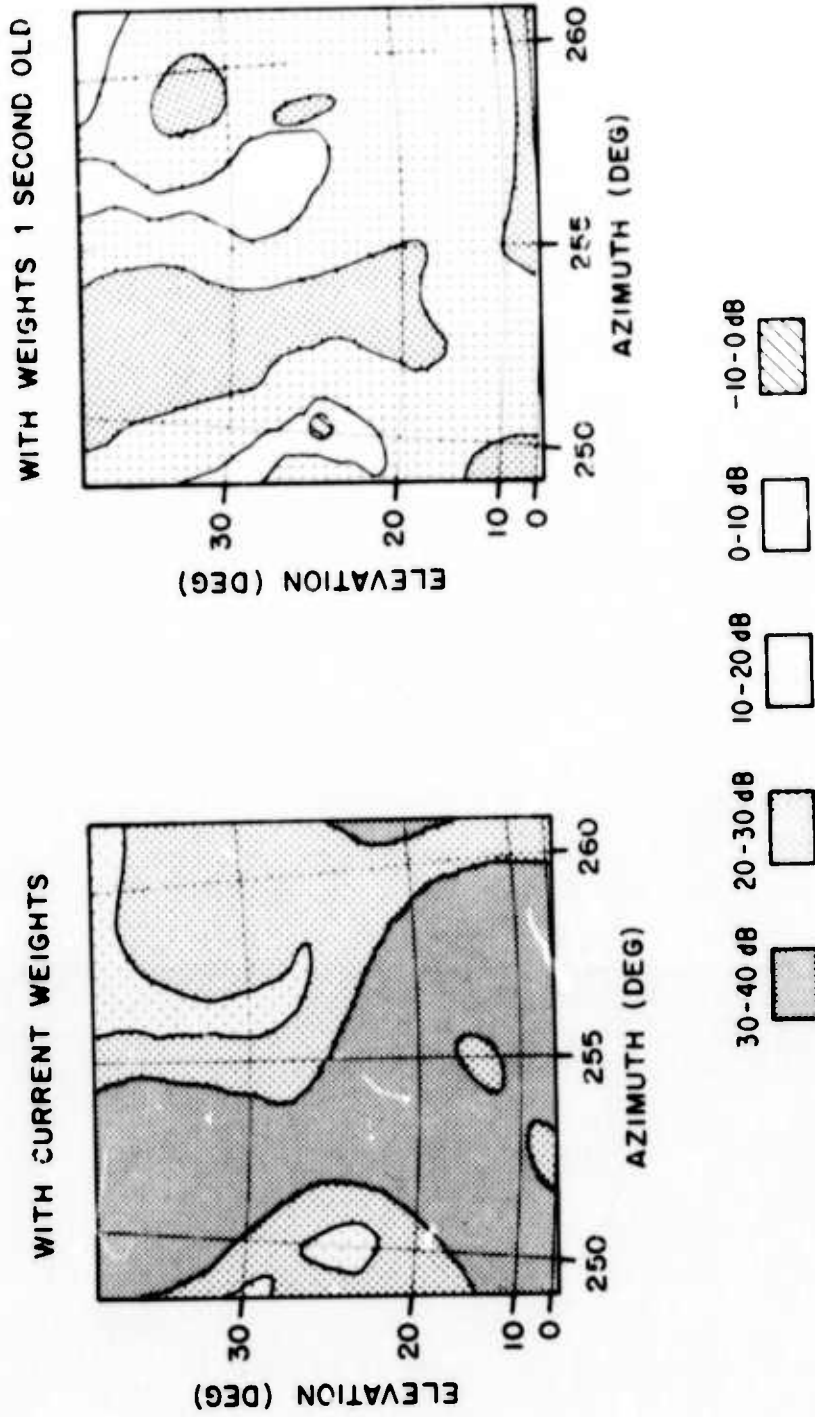 WITH CURRENT WEIGHTS
ELEVATION (DEG)
30
20
10
0
250
255
260
AZIMUTH (DEG)
WITH WEIGHTS 1 SECOND OLD
ELEVATION (DEG)
30
20
10
0
250
255
260
AZIMUTH (DEG)
30-40 dB
20-30 dB
10-20 dB
0-10 dB
-10-0 dB